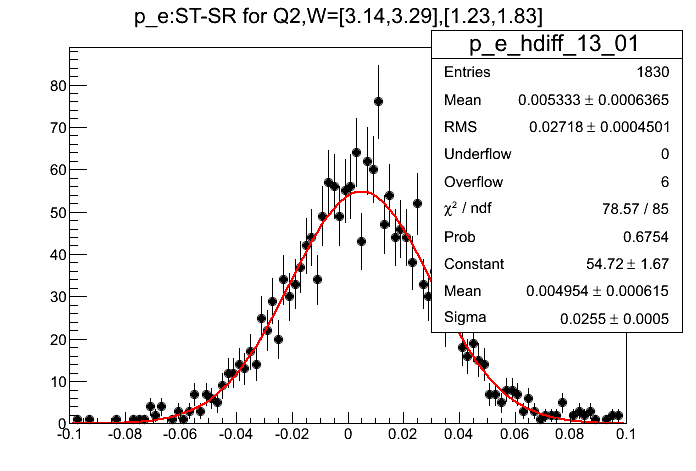 p_e:ST-SR for Q2,W=[3.14,3.29],[1.23,1.83]
p_e_hdiff_13_01
Entries 1830
Mean 0.005333 ± 0.0006365
RMS 0.02718 ± 0.0004501
Underflow 0
Overflow 6
χ² / ndf 78.57 / 85
Prob 0.6754
Constant 54.72 ± 1.67
Mean 0.004954 ± 0.000615
Sigma 0.0255 ± 0.0005
80
70
60
50
40
30
20
10
0
-0.1 -0.08 -0.06 -0.04 -0.02 0 0.02 0.04 0.06 0.08 0.1